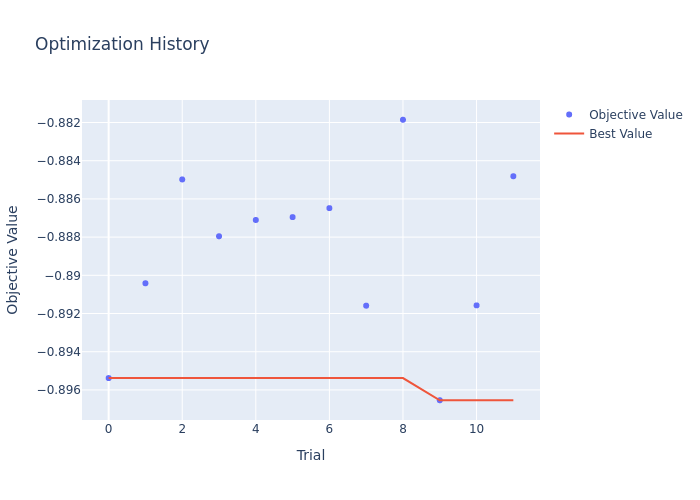 Optimization History
Objective Value
Best Value
−0.882
−0.884
−0.886
−0.888
−0.89
−0.892
−0.894
−0.896
Objective Value
0 2 4 6 8 10
Trial